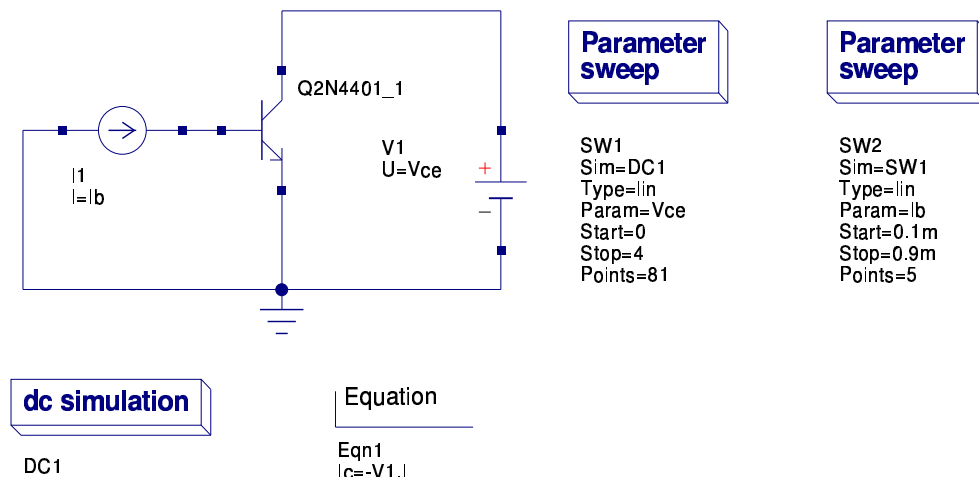 Q2N4401_1
I1
I=Ib
V1
U=Vce
+
−
Parameter
sweep
SW1
Sim=DC1
Type=lin
Param=Vce
Start=0
Stop=4
Points=81
Parameter
sweep
SW2
Sim=SW1
Type=lin
Param=Ib
Start=0.1m
Stop=0.9m
Points=5
dc simulation
DC1
Equation
Eqn1
Ic=-V1.I